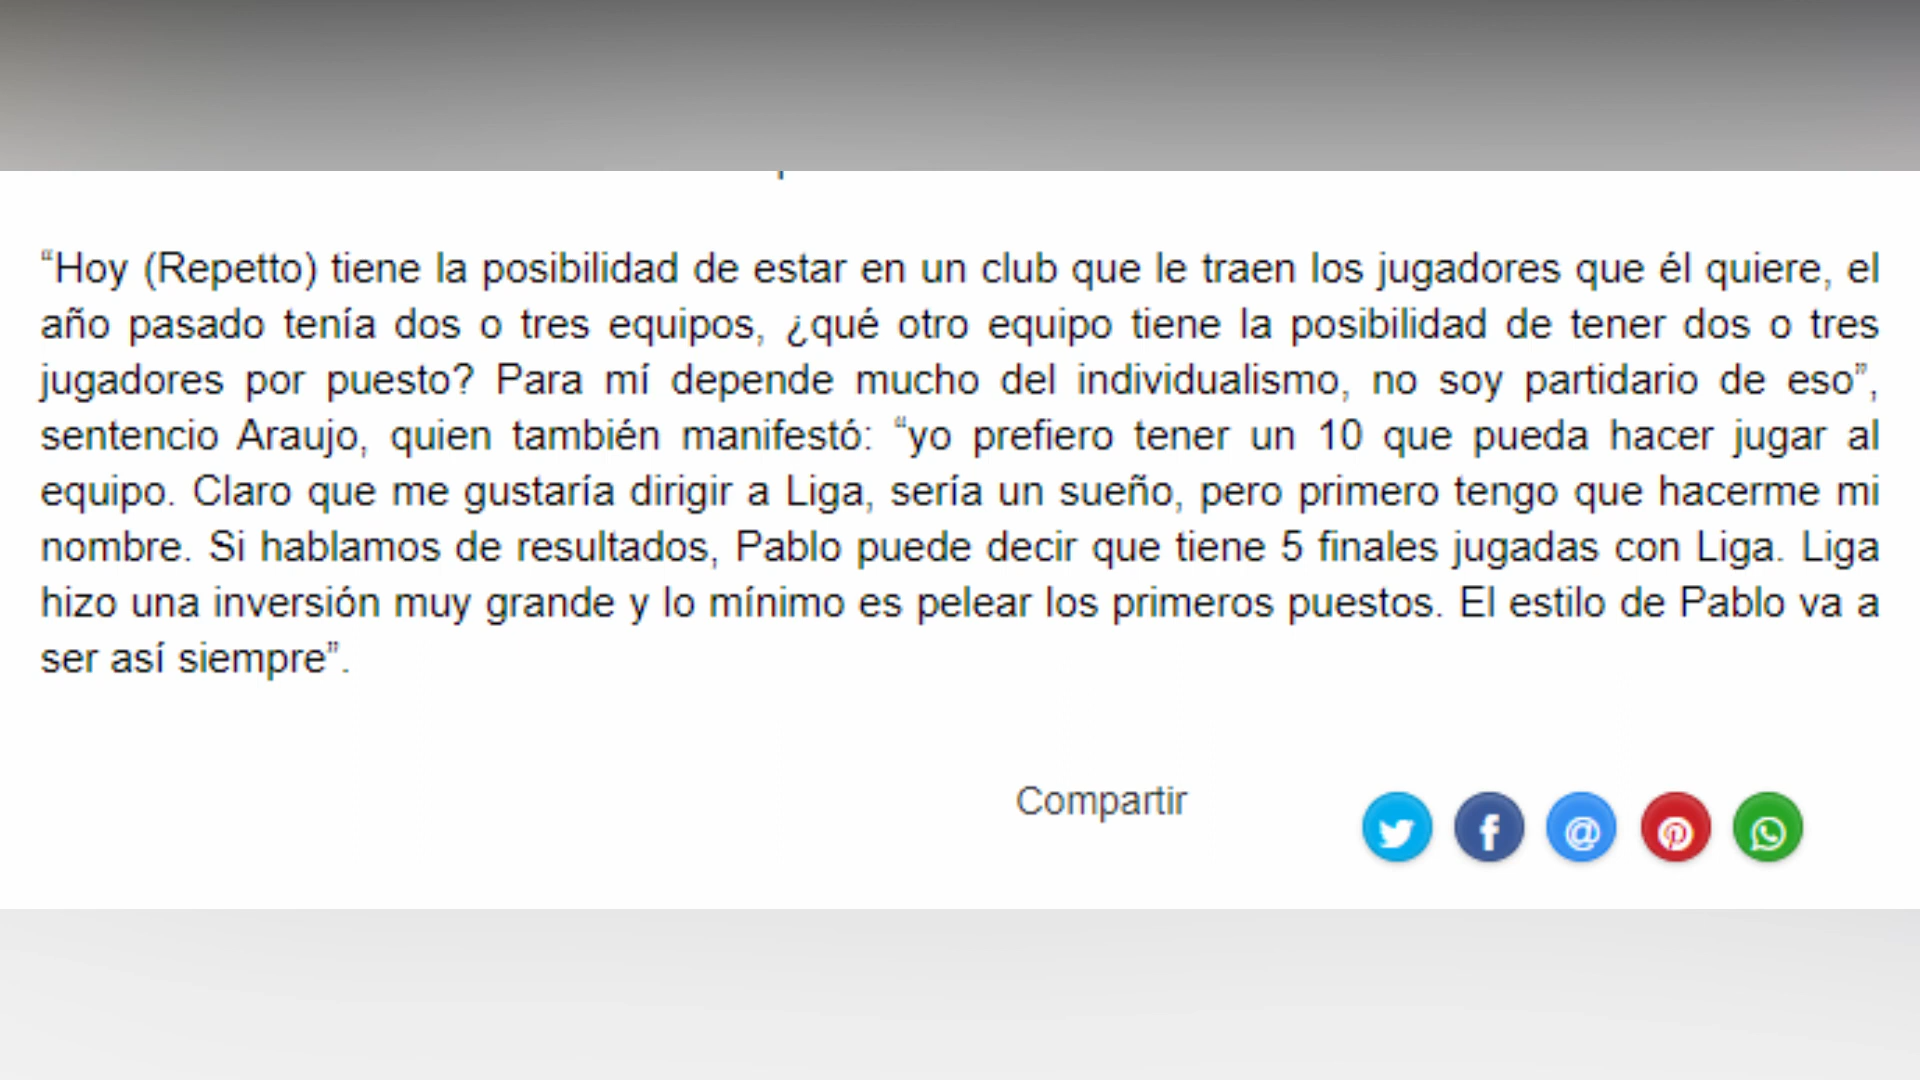 “Hoy (Repetto) tiene la posibilidad de estar en un club que le traen los jugadores que él quiere, el
año pasado tenía dos o tres equipos, ¿qué otro equipo tiene la posibilidad de tener dos o tres
jugadores por puesto? Para mí depende mucho del individualismo, no soy partidario de eso”,
sentencio Araujo, quien también manifestó: “yo prefiero tener un 10 que pueda hacer jugar al
equipo. Claro que me gustaría dirigir a Liga, sería un sueño, pero primero tengo que hacerme mi
nombre. Si hablamos de resultados, Pablo puede decir que tiene 5 finales jugadas con Liga. Liga
hizo una inversión muy grande y lo mínimo es pelear los primeros puestos. El estilo de Pablo va a
ser así siempre”.
Compartir